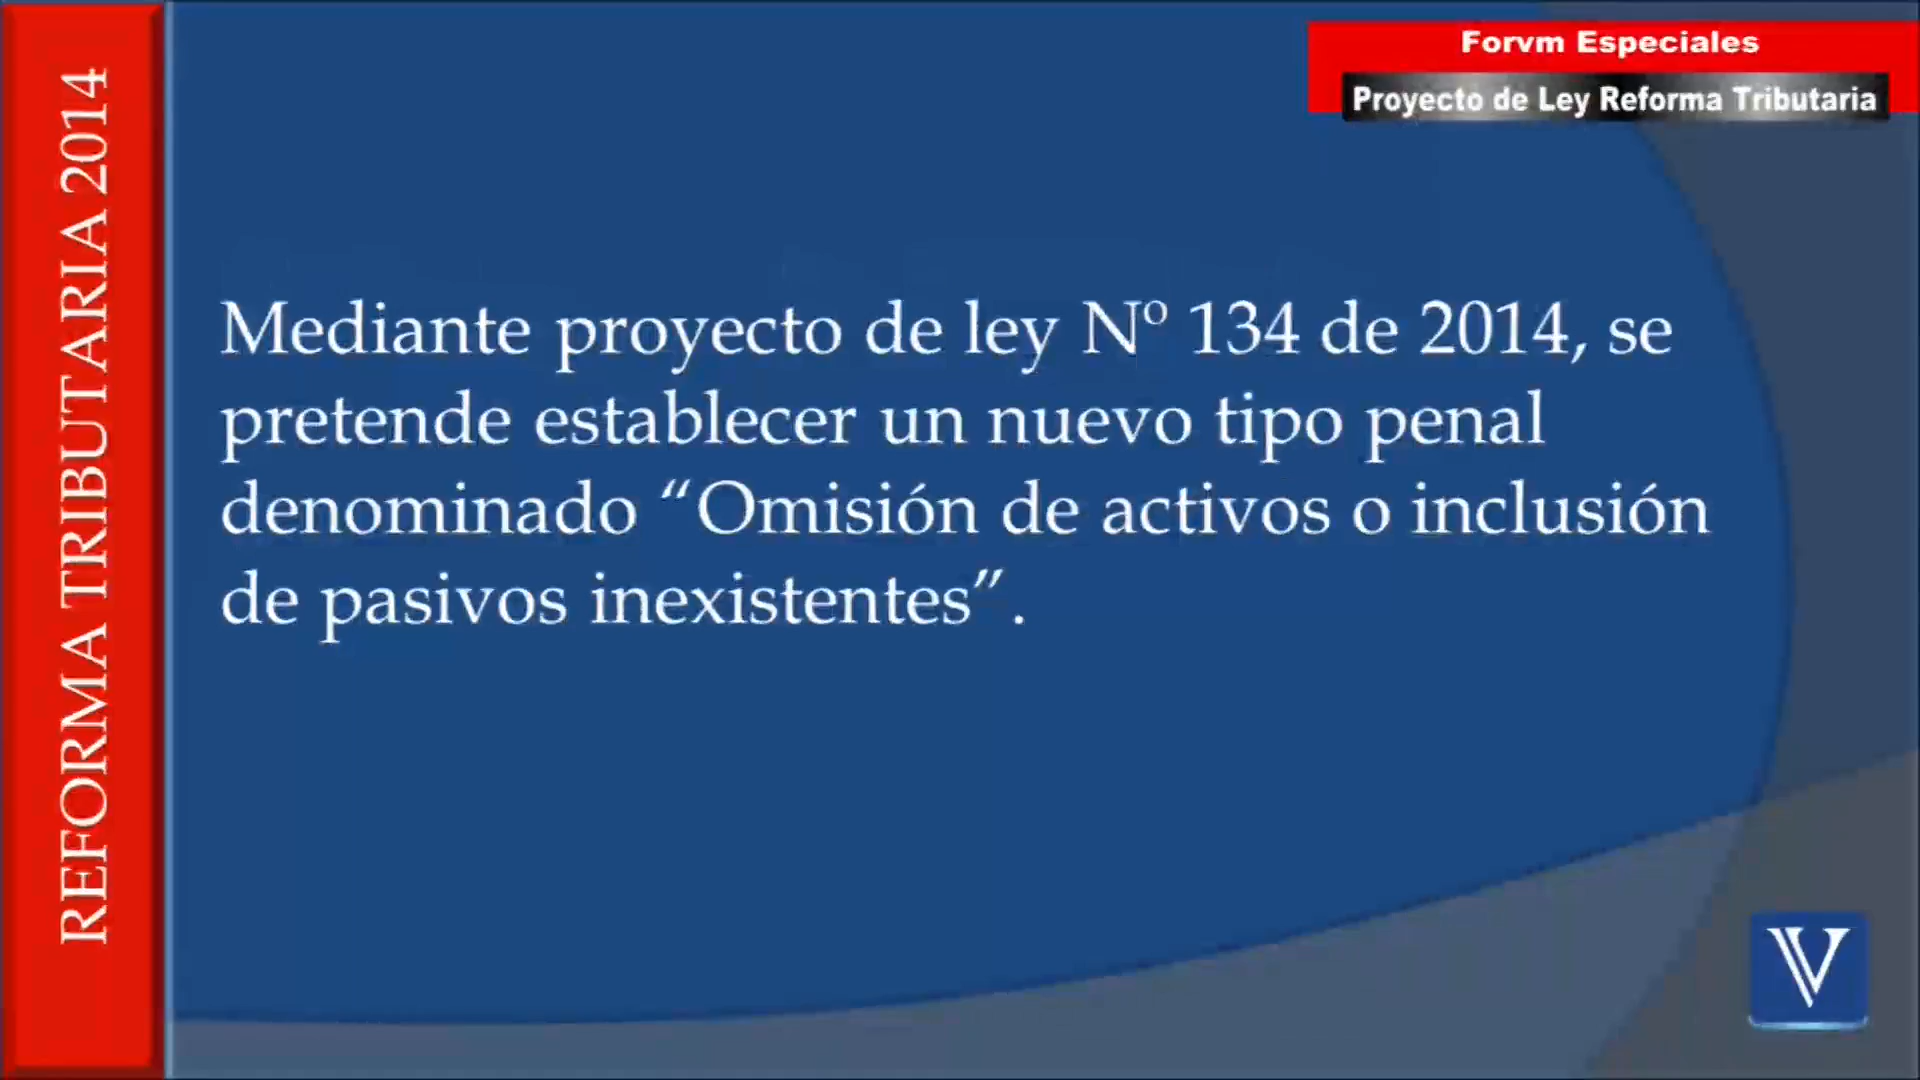 REFORMA TRIBUTARIA 2014
Forvm Especiales
Proyecto de Ley Reforma Tributaria
Mediante proyecto de ley Nº 134 de 2014, se
pretende establecer un nuevo tipo penal
denominado “Omisión de activos o inclusión
de pasivos inexistentes”.
V